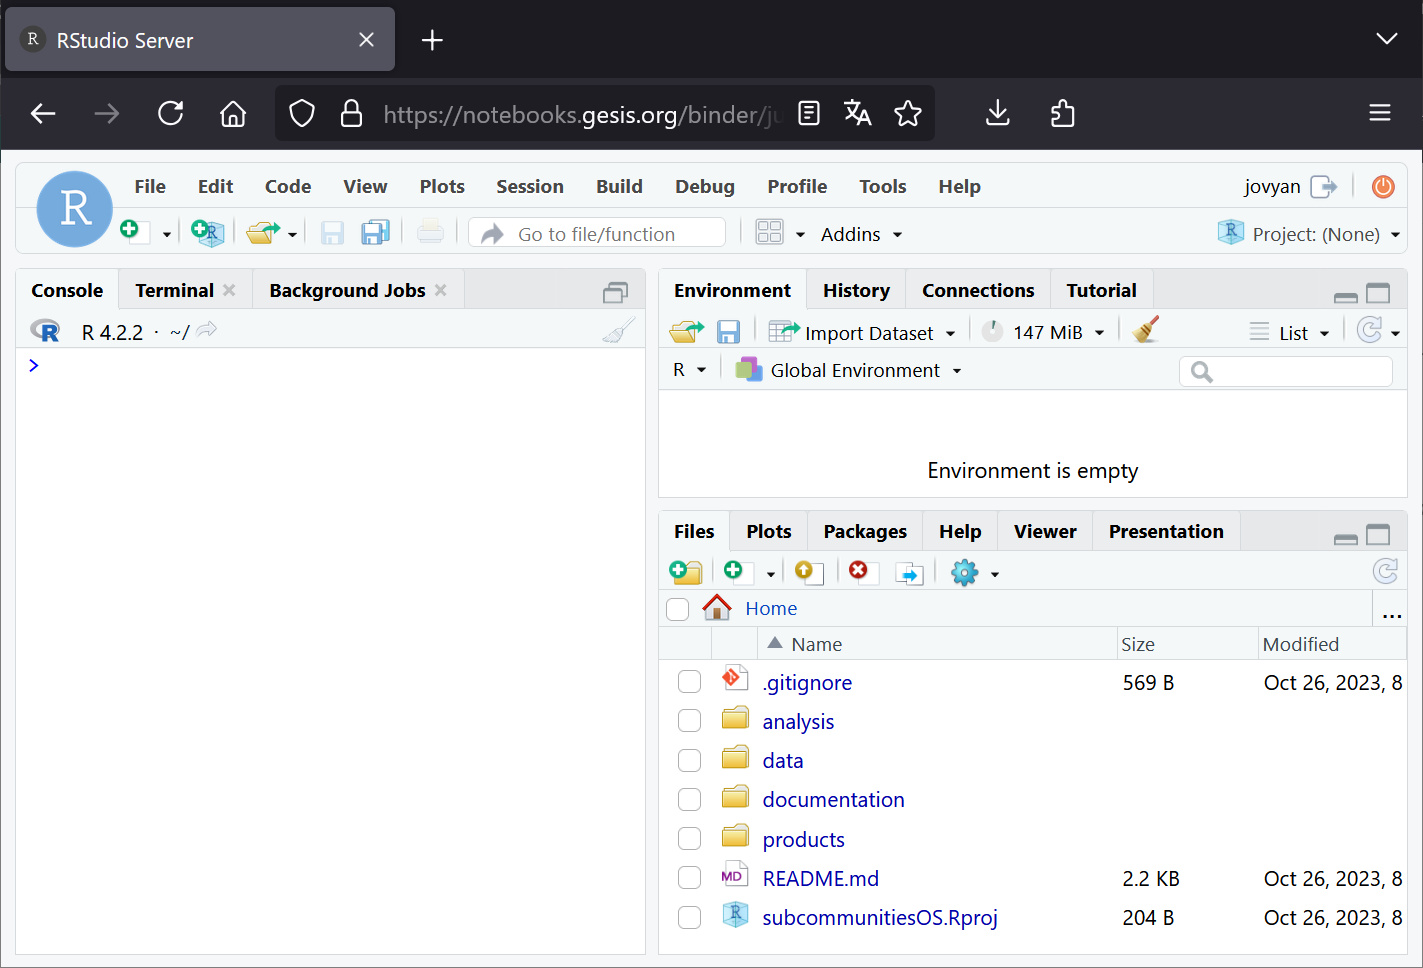 R RStudio Server
https://notebooks.gesis.org/binder/ju
R
File Edit Code View Plots Session Build Debug Profile Tools Help
jovyan
Go to file/function
Addins
Project: (None)
Console Terminal Background Jobs
R 4.2.2 · ~/
>
Environment History Connections Tutorial
Import Dataset 147 MiB List
R Global Environment
Environment is empty
Files Plots Packages Help Viewer Presentation
Home ...
Name Size Modified
.gitignore 569 B Oct 26, 2023, 8
analysis
data
documentation
products
MD README.md 2.2 KB Oct 26, 2023, 8
subcommunitiesOS.Rproj 204 B Oct 26, 2023, 8